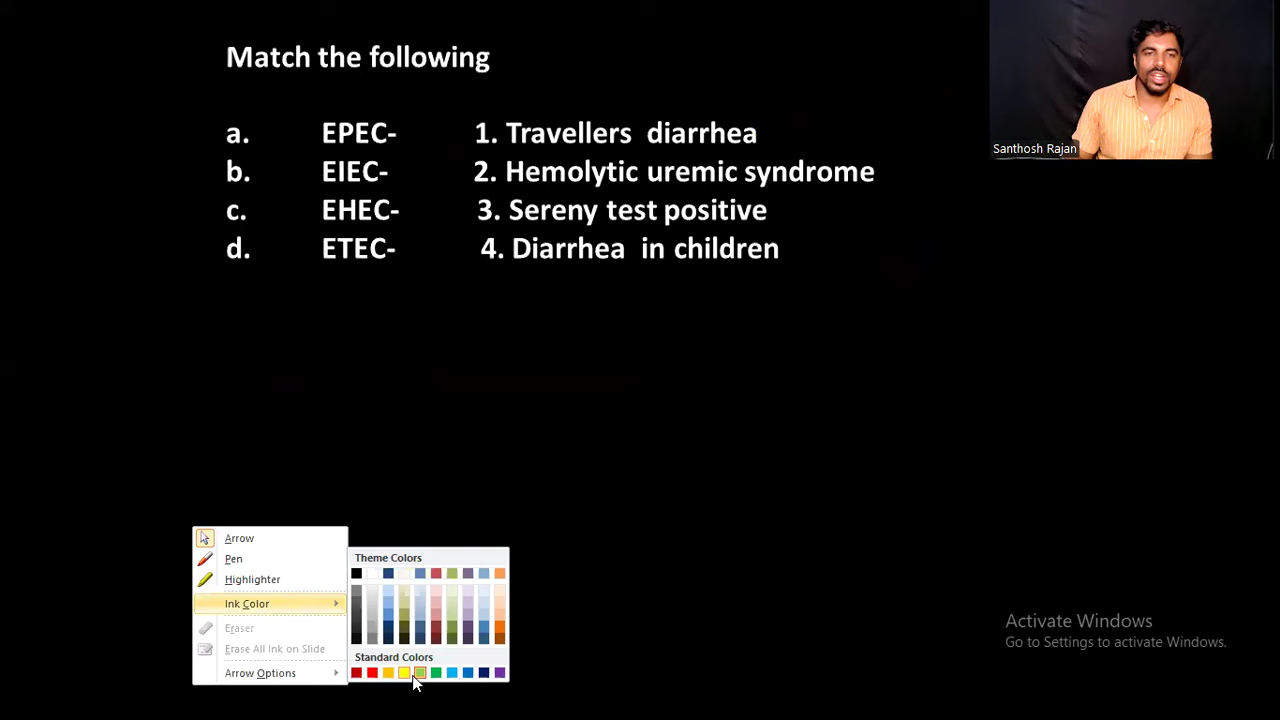 Match the following
a. EPEC- 1. Travellers diarrhea
b. EIEC- 2. Hemolytic uremic syndrome
c. EHEC- 3. Sereny test positive
d. ETEC- 4. Diarrhea in children
Santhosh Rajan
Arrow
Pen
Highlighter
Ink Color
Eraser
Erase All Ink on Slide
Arrow Options
Theme Colors
Standard Colors
Activate Windows
Go to Settings to activate Windows.